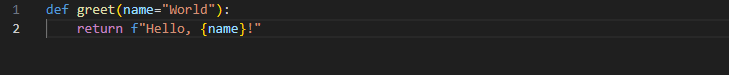 1 def greet(name="World"):
2     return f"Hello, {name}!"